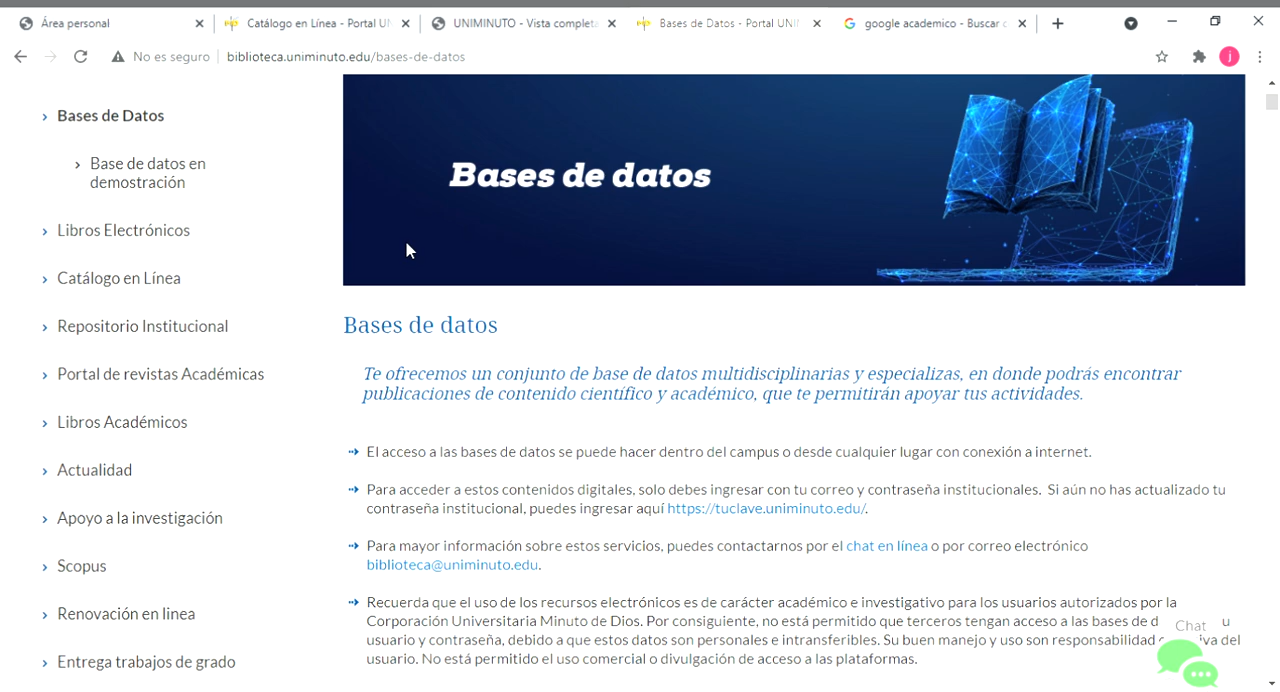 Área personal
Catálogo en Línea - Portal UN
UNIMINUTO - Vista completa
Bases de Datos - Portal UNI
google academico - Buscar c
No es seguro
biblioteca.uniminuto.edu/bases-de-datos
j
Bases de Datos
Base de datos en
demostración
Libros Electrónicos
Catálogo en Línea
Repositorio Institucional
Portal de revistas Académicas
Libros Académicos
Actualidad
Apoyo a la investigación
Scopus
Renovación en linea
Entrega trabajos de grado
Bases de datos
Bases de datos
Te ofrecemos un conjunto de base de datos multidisciplinarias y especializas, en donde podrás encontrar
publicaciones de contenido científico y académico, que te permitirán apoyar tus actividades.
El acceso a las bases de datos se puede hacer dentro del campus o desde cualquier lugar con conexión a internet.
Para acceder a estos contenidos digitales, solo debes ingresar con tu correo y contraseña institucionales. Si aún no has actualizado tu
contraseña institucional, puedes ingresar aquí https://tuclave.uniminuto.edu/.
Para mayor información sobre estos servicios, puedes contactarnos por el chat en línea o por correo electrónico
biblioteca@uniminuto.edu.
Recuerda que el uso de los recursos electrónicos es de carácter académico e investigativo para los usuarios autorizados por la
Corporación Universitaria Minuto de Dios. Por consiguiente, no está permitido que terceros tengan acceso a las bases de d u
usuario y contraseña, debido a que estos datos son personales e intransferibles. Su buen manejo y uso son responsabilidad iva del
usuario. No está permitido el uso comercial o divulgación de acceso a las plataformas.
Chat